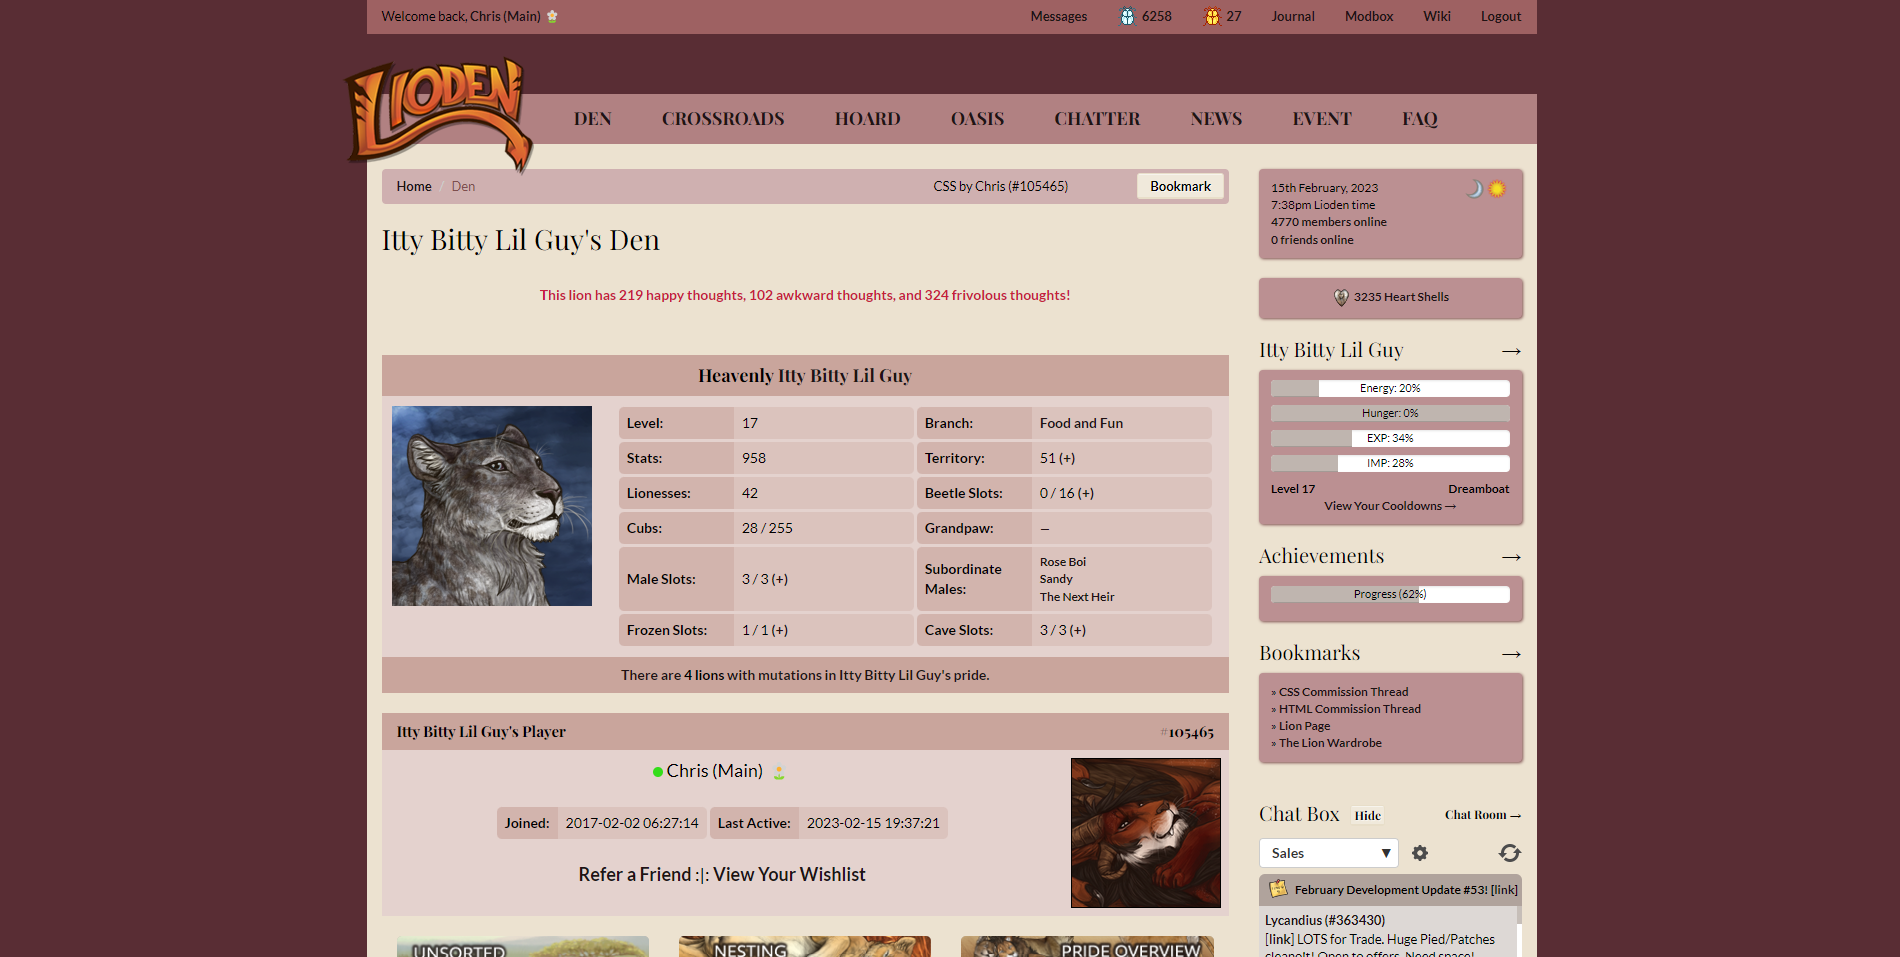 Welcome back, Chris (Main)
Messages 6258 27 Journal Modbox Wiki Logout
LIODEN
DEN CROSSROADS HOARD OASIS CHATTER NEWS EVENT FAQ
Home / Den CSS by Chris (#105465) Bookmark
Itty Bitty Lil Guy's Den
This lion has 219 happy thoughts, 102 awkward thoughts, and 324 frivolous thoughts!
Heavenly Itty Bitty Lil Guy
Level: 17 Branch: Food and Fun
Stats: 958 Territory: 51 (+)
Lionesses: 42 Beetle Slots: 0 / 16 (+)
Cubs: 28 / 255 Grandpaw: –
Male Slots: 3 / 3 (+) Subordinate Males: Rose Boi
Sandy
The Next Heir
Frozen Slots: 1 / 1 (+) Cave Slots: 3 / 3 (+)
There are 4 lions with mutations in Itty Bitty Lil Guy's pride.
Itty Bitty Lil Guy's Player #105465
Chris (Main)
Joined: 2017-02-02 06:27:14 Last Active: 2023-02-15 19:37:21
Refer a Friend :|: View Your Wishlist
UNSORTED NESTING PRIDE OVERVIEW
15th February, 2023
7:38pm Lioden time
4770 members online
0 friends online
3235 Heart Shells
Itty Bitty Lil Guy →
Energy: 20%
Hunger: 0%
EXP: 34%
IMP: 28%
Level 17 Dreamboat
View Your Cooldowns →
Achievements →
Progress (62%)
Bookmarks →
» CSS Commission Thread
» HTML Commission Thread
» Lion Page
» The Lion Wardrobe
Chat Box Hide Chat Room →
Sales ▼
February Development Update #53! [link]
Lycandius (#363430)
[link] LOTS for Trade. Huge Pied/Patches
cleanoit! Open to offers. Need space!